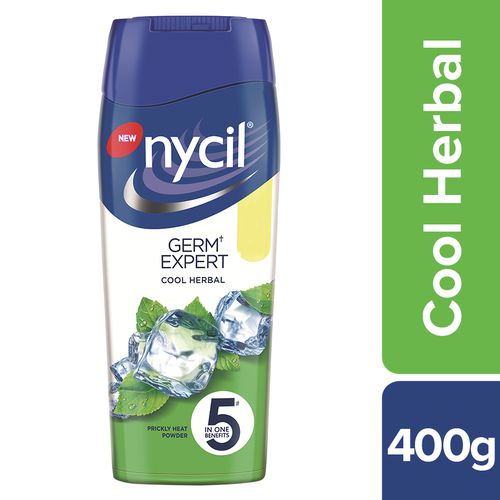 NEW
nycil®
GERM†
EXPERT
COOL HERBAL
PRICKLY HEAT
POWDER
5#
IN ONE
BENEFITS
Cool Herbal
400g